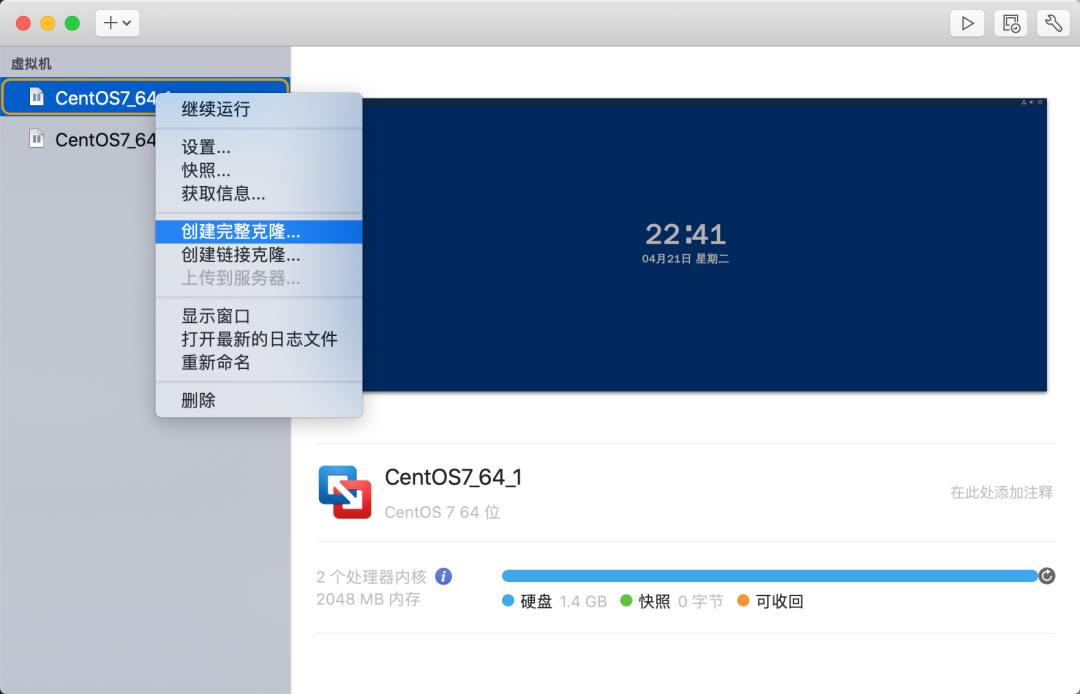 虚拟机
CentOS7_64_1
CentOS7_64
继续运行
设置...
快照...
获取信息...
创建完整克隆...
创建链接克隆...
上传到服务器...
显示窗口
打开最新的日志文件
重新命名
删除
22:41
04月21日 星期二
CentOS7_64_1
CentOS 7 64 位
在此处添加注释
2 个处理器内核
2048 MB 内存
硬盘 1.4 GB 快照 0 字节 可收回